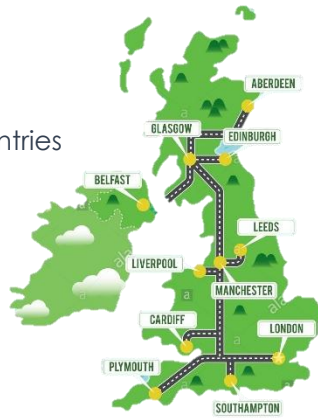 ABERDEEN
GLASGOW
EDINBURGH
ntries
BELFAST
LEEDS
LIVERPOOL
MANCHESTER
CARDIFF
LONDON
PLYMOUTH
SOUTHAMPTON